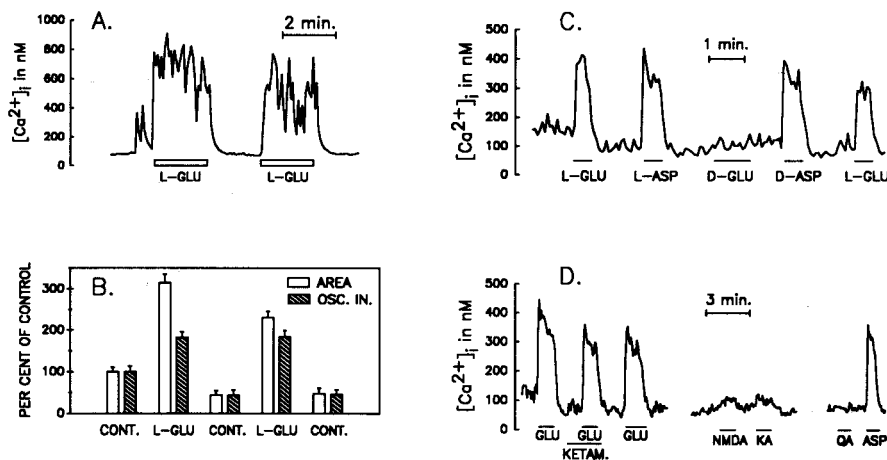 A.
2 min.
[Ca2+]i in nM
1000
800
600
400
200
0
L-GLU
L-GLU
B.
PER CENT OF CONTROL
300
200
100
0
AREA
OSC. IN.
CONT.
L-GLU
CONT.
L-GLU
CONT.
C.
1 min.
[Ca2+]i in nM
500
400
300
200
100
0
L-GLU
L-ASP
D-GLU
D-ASP
L-GLU
D.
3 min.
[Ca2+]i in nM
500
400
300
200
100
0
GLU
GLU
GLU
KETAM.
NMDA
KA
QA
ASP